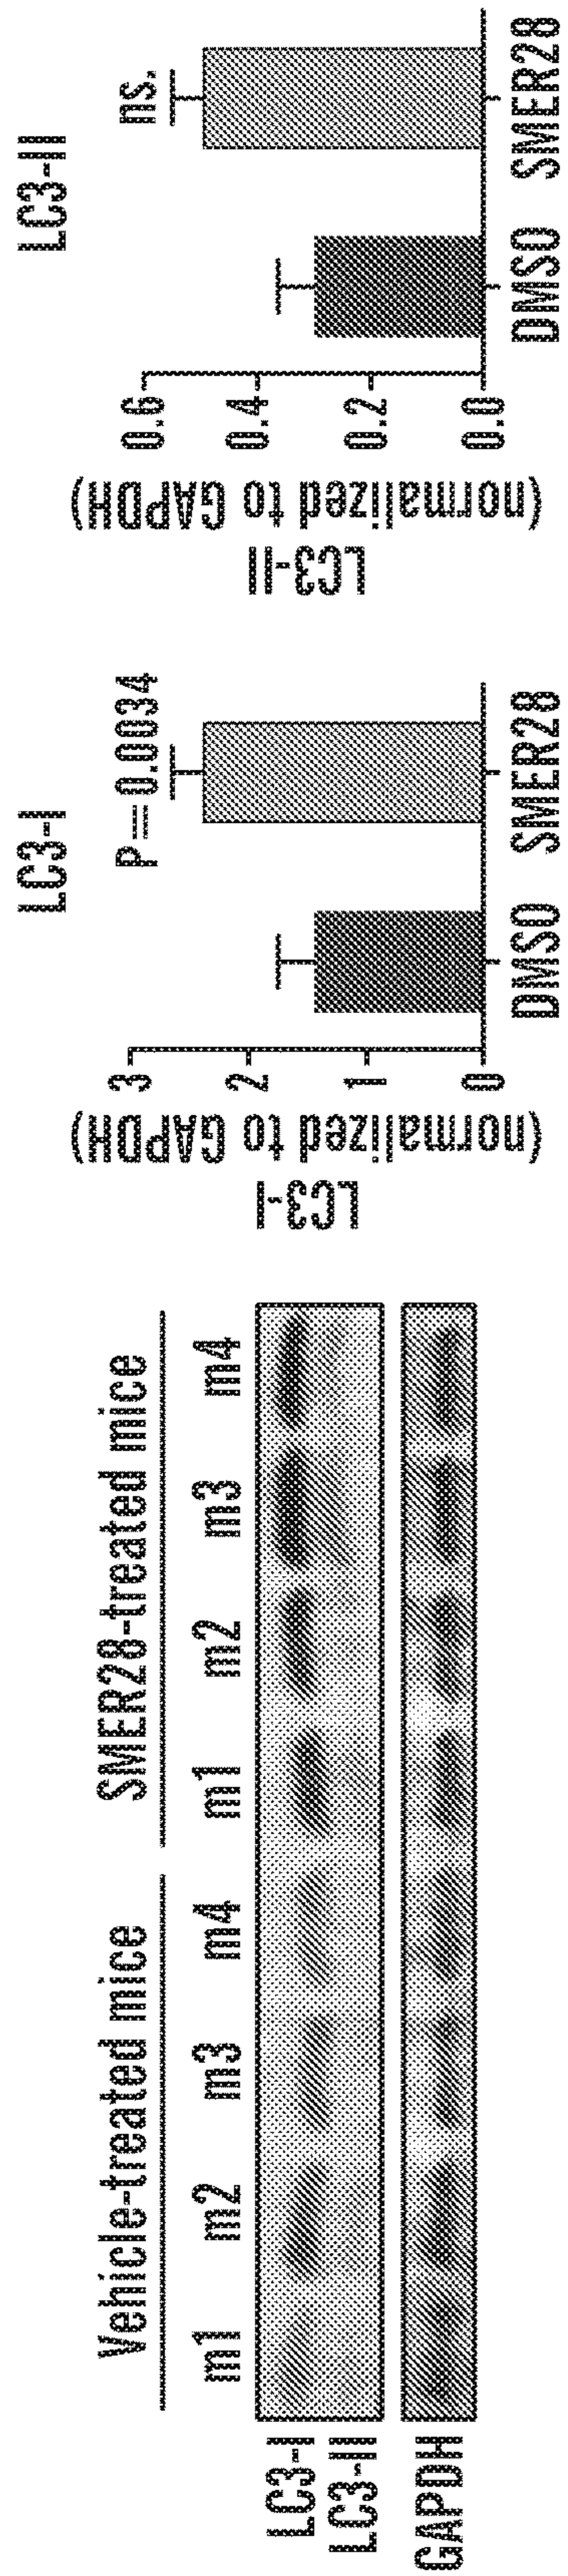 Vehicle-treated mice
SMER28-treated mice
m1 m2 m3 m4 m1 m2 m3 m4
LC3-I
LC3-II
GAPDH
LC3-I
P=0.0034
LC3-I
(normalized to GAPDH)
3
2
1
0
DMSO SMER28
LC3-II
ns.
LC3-II
(normalized to GAPDH)
0.6
0.4
0.2
0.0
DMSO SMER28